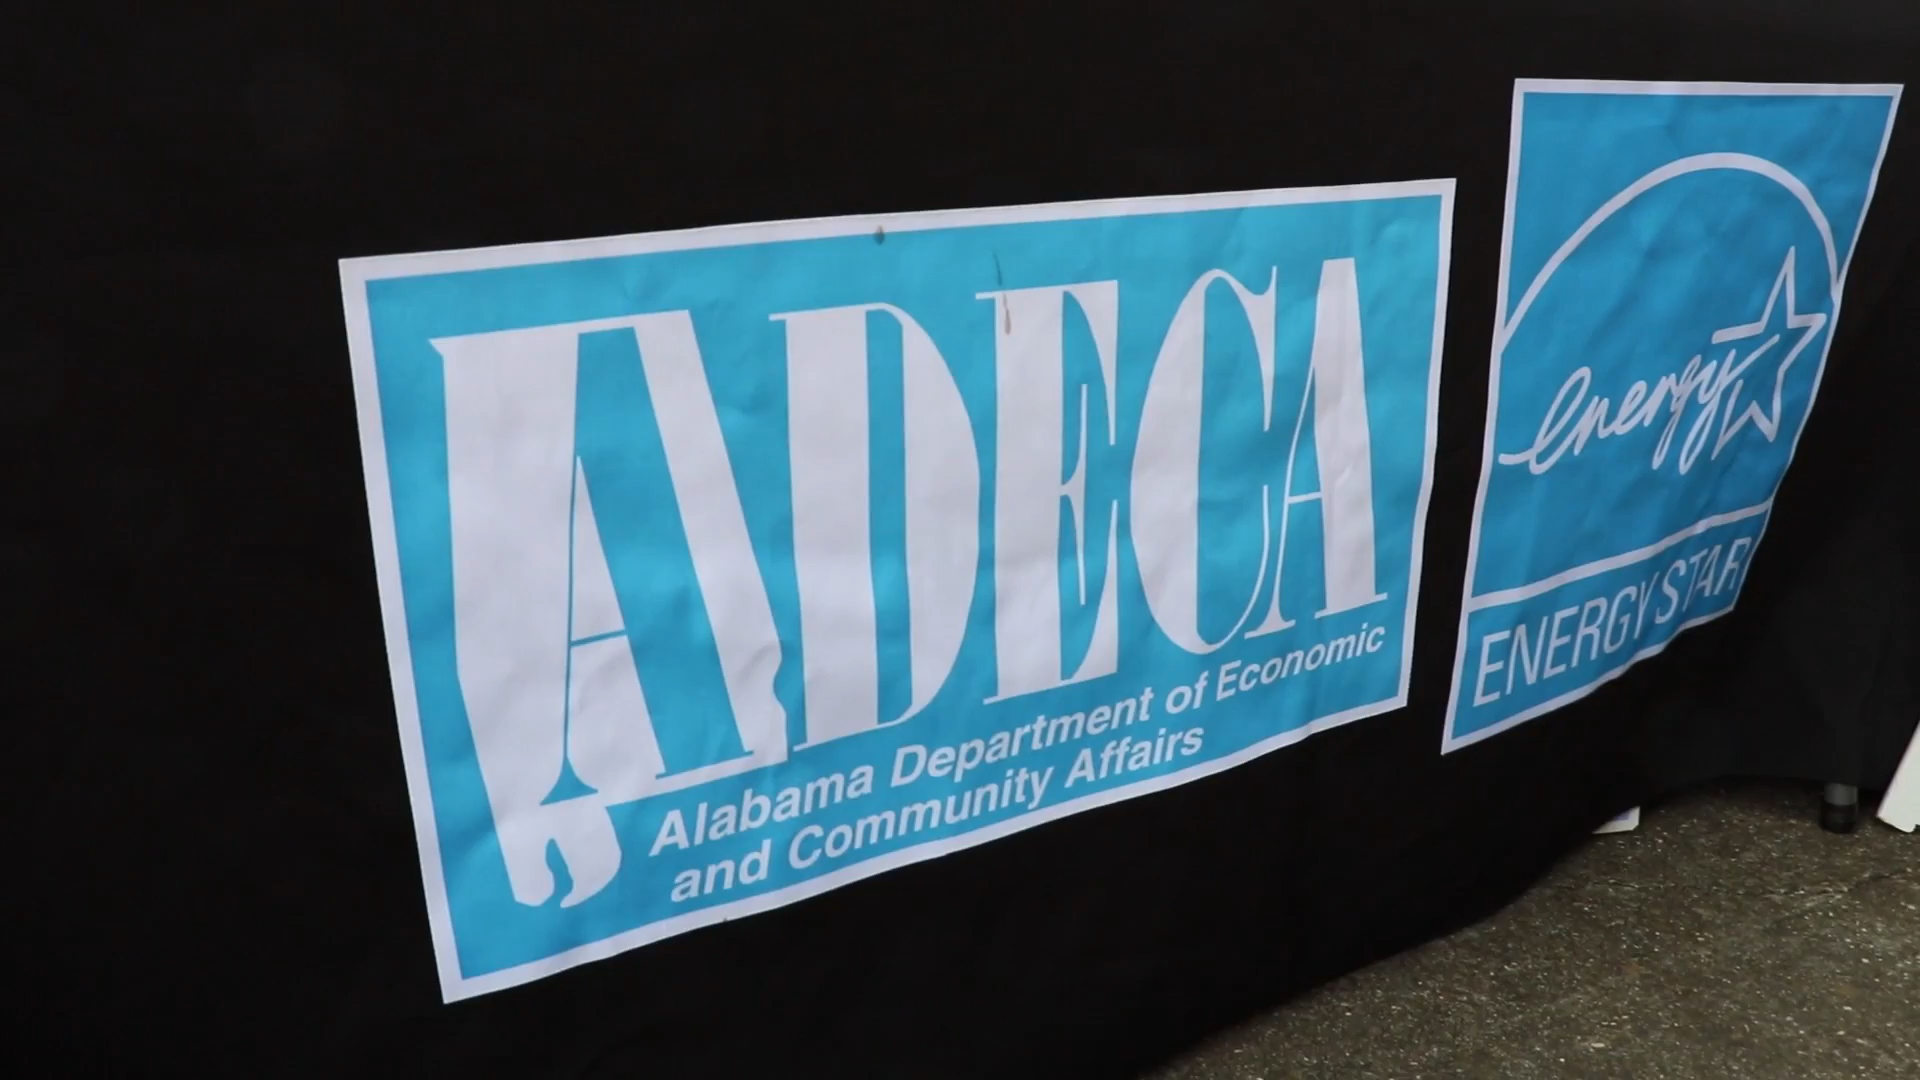 ADECA
Alabama Department of Economic
and Community Affairs
energy
ENERGY STAR